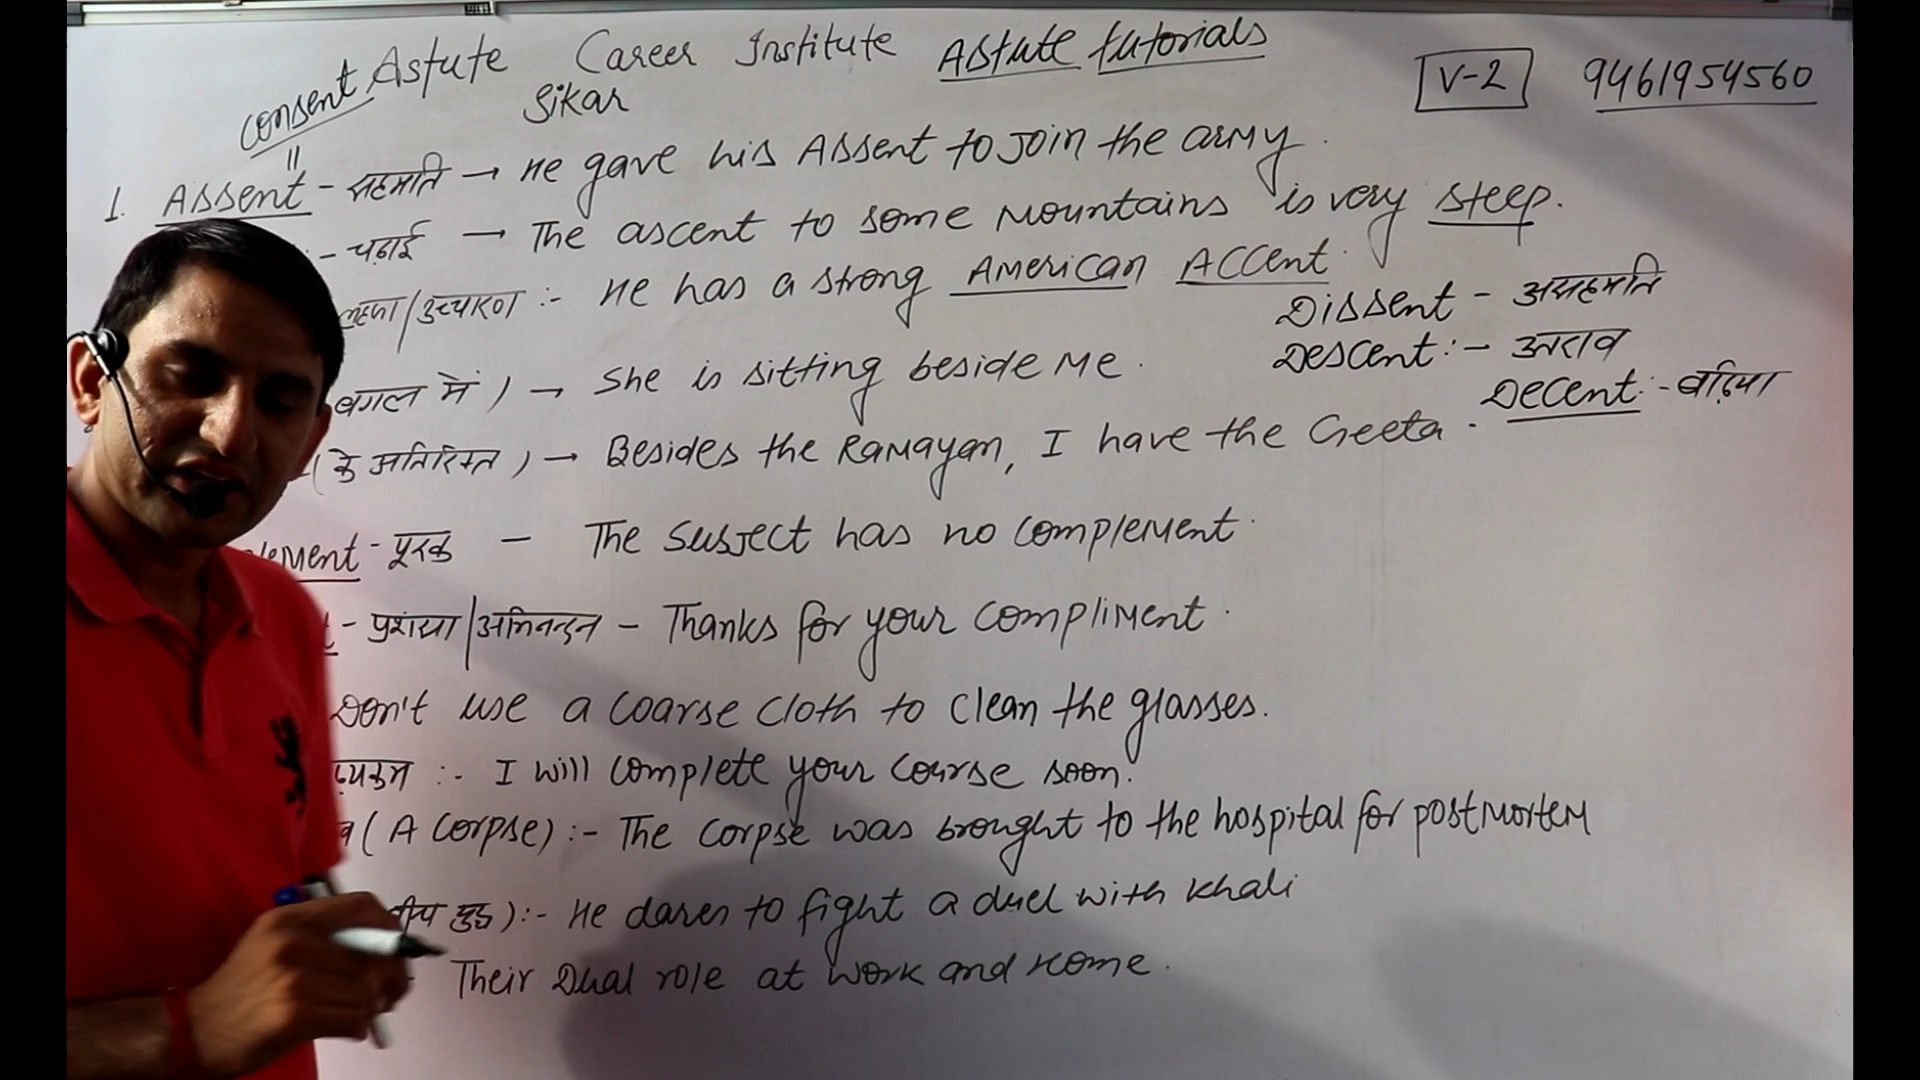 Consent Astute Career Institute Astute tutorials
Sikar
V-2 9461954560
1. Assent - सहमति → He gave his Assent to join the army.
- चढ़ाई → The ascent to some mountains is very steep.
लहजा/उच्चारण :- He has a strong American Accent.
Dissent - असहमति
Descent :- उतराव
Decent :- बढ़िया
बगल में) → She is sitting beside me.
(के अतिरिक्त) → Besides the Ramayan, I have the Geeta.
lement - पूरक - The subject has no complement.
t - प्रशंसा/अभिनन्दन - Thanks for your compliment.
Don't use a coarse cloth to clean the glasses.
:- I will complete your course soon.
(A corpse) :- The corpse was brought to the hospital for postmortem
युद्ध) :- He dares to fight a duel with Khali
Their Dual role at work and home.